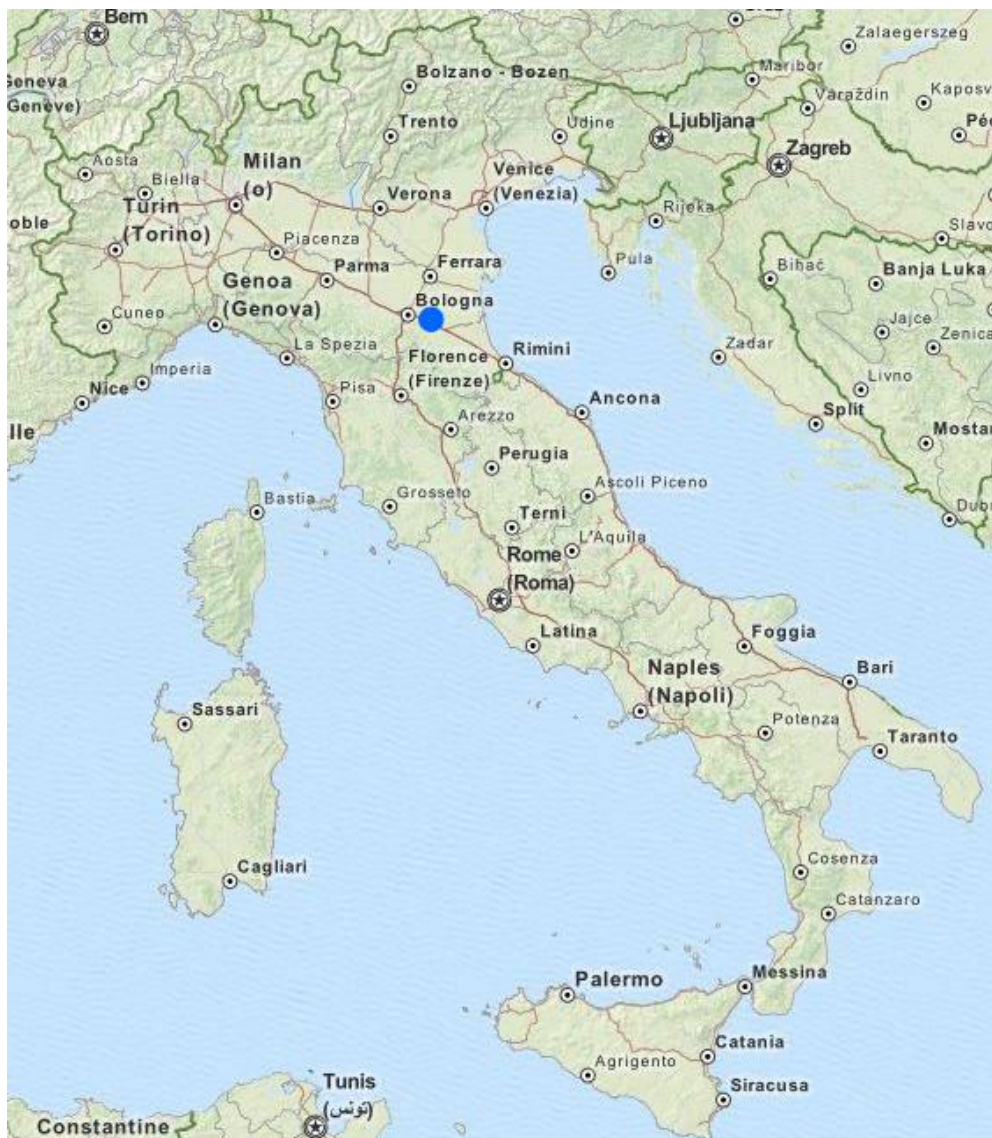 Bern
Zalaegerszeg
Bolzano - Bozen
Maribor
Geneva
Geneve)
Varaždin
Kaposv
Trento
Udine
Ljubljana
Péc
Aosta
Milan
(o)
Venice
(Venezia)
Zagreb
Biella
Verona
Turin
(Torino)
Rijeka
oble
Slavo
Piacenza
Ferrara
Pula
Bihać
Banja Luka
Parma
Genoa
(Genova)
Bologna
Cuneo
Jajce
Zenica
La Spezia
Florence
(Firenze)
Rimini
Zadar
Nice
Imperia
Pisa
Livno
Ancona
Split
lle
Arezzo
Mostar
Perugia
Bastia
Grosseto
Ascoli Piceno
Terni
Dubr
L'Aquila
Rome
(Roma)
Latina
Foggia
Naples
(Napoli)
Bari
Sassari
Potenza
Taranto
Cagliari
Cosenza
Catanzaro
Palermo
Messina
Catania
Agrigento
Siracusa
Tunis
(تونس)
Constantine